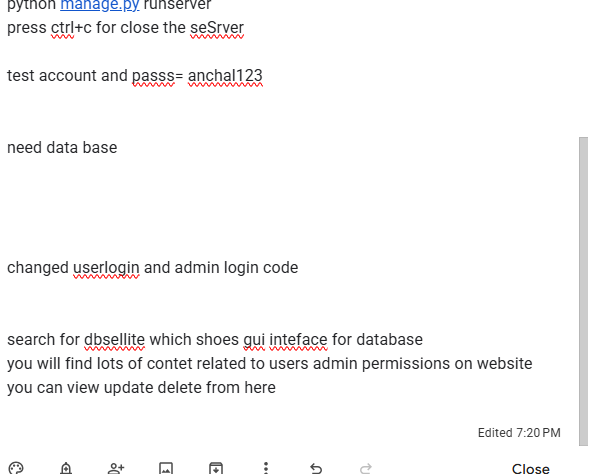 python manage.py runserver
press ctrl+c for close the seSrver
test account and passs= anchal123
need data base
changed userlogin and admin login code
search for dbsellite which shoes gui inteface for database
you will find lots of contet related to users admin permissions on website
you can view update delete from here
Edited 7:20 PM
Close